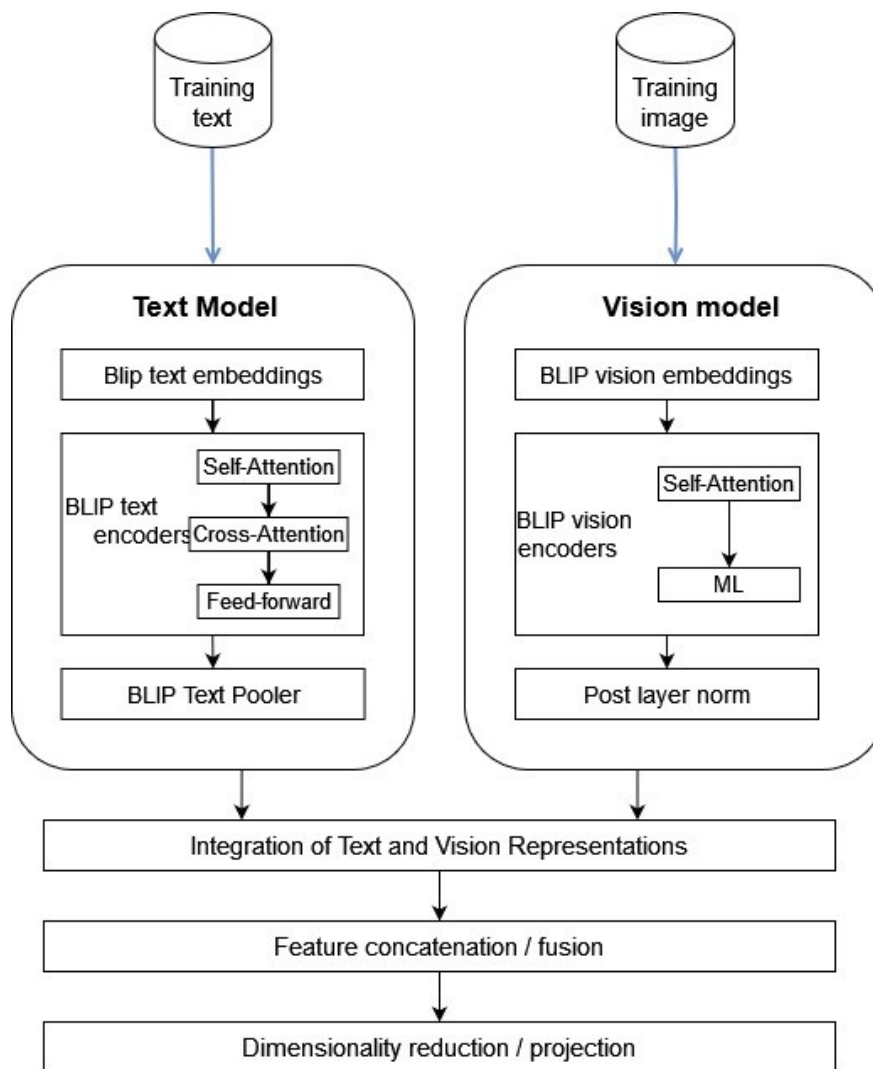 Training
text
Training
image
Text Model
Blip text embeddings
Self-Attention
BLIP text
encoders
Cross-Attention
Feed-forward
BLIP Text Pooler
Vision model
BLIP vision embeddings
Self-Attention
BLIP vision
encoders
ML
Post layer norm
Integration of Text and Vision Representations
Feature concatenation / fusion
Dimensionality reduction / projection